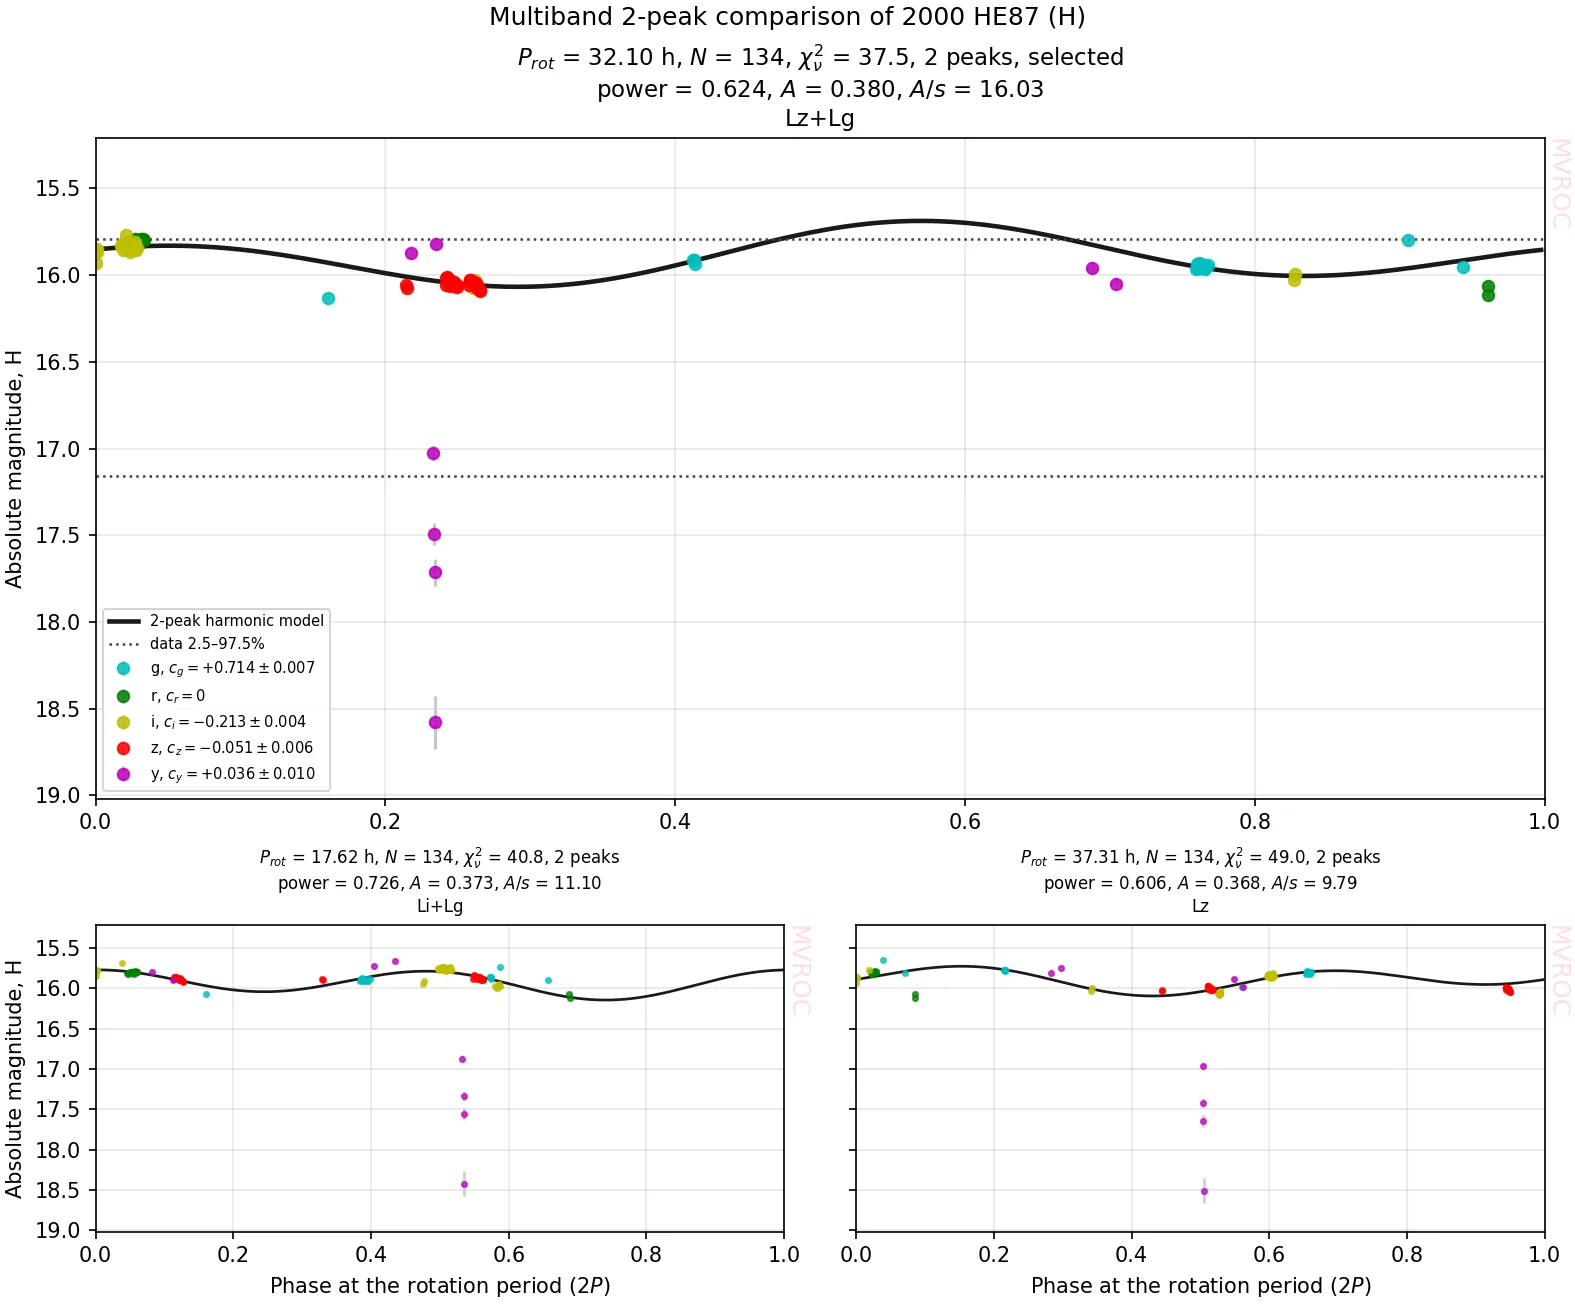 Multiband 2-peak comparison of 2000 HE87 (H)
P_rot = 32.10 h, N = 134, χ²_ν = 37.5, 2 peaks, selected
power = 0.624, A = 0.380, A/s = 16.03
Lz+Lg
MVROC
15.5
16.0
16.5
17.0
17.5
18.0
18.5
19.0
Absolute magnitude, H
2-peak harmonic model
data 2.5–97.5%
g, c_g = +0.714 ± 0.007
r, c_r = 0
i, c_i = −0.213 ± 0.004
z, c_z = −0.051 ± 0.006
y, c_y = +0.036 ± 0.010
0.0 0.2 0.4 0.6 0.8 1.0
P_rot = 17.62 h, N = 134, χ²_ν = 40.8, 2 peaks
power = 0.726, A = 0.373, A/s = 11.10
Li+Lg
MVROC
15.5
16.0
16.5
17.0
17.5
18.0
18.5
19.0
Absolute magnitude, H
0.0 0.2 0.4 0.6 0.8 1.0
Phase at the rotation period (2P)
P_rot = 37.31 h, N = 134, χ²_ν = 49.0, 2 peaks
power = 0.606, A = 0.368, A/s = 9.79
Lz
MVROC
0.0 0.2 0.4 0.6 0.8 1.0
Phase at the rotation period (2P)